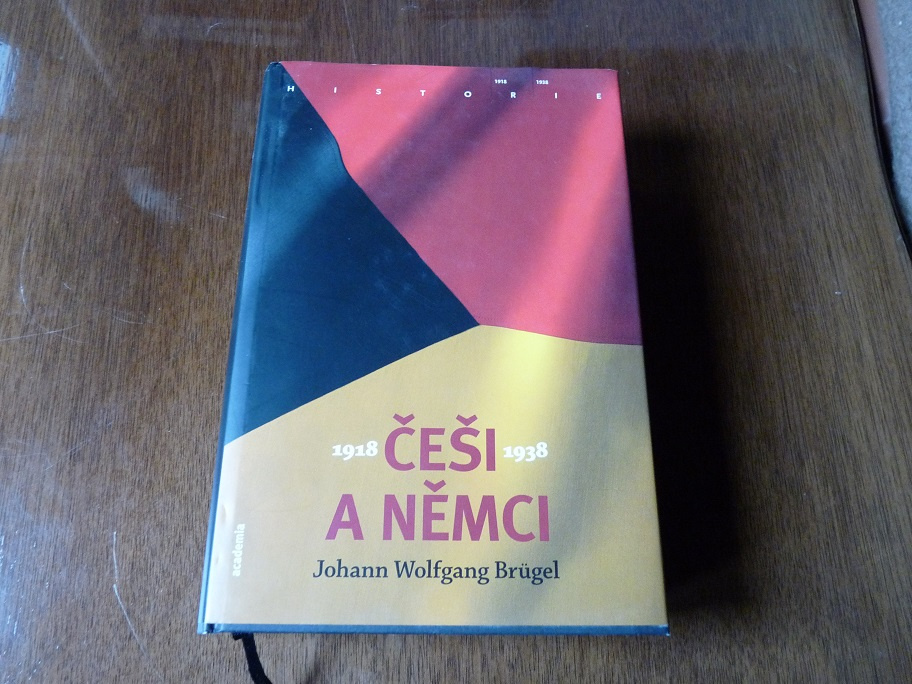 1918 1938
HISTORIE
1918 ČEŠI 1938
A NĚMCI
Johann Wolfgang Brügel
academia